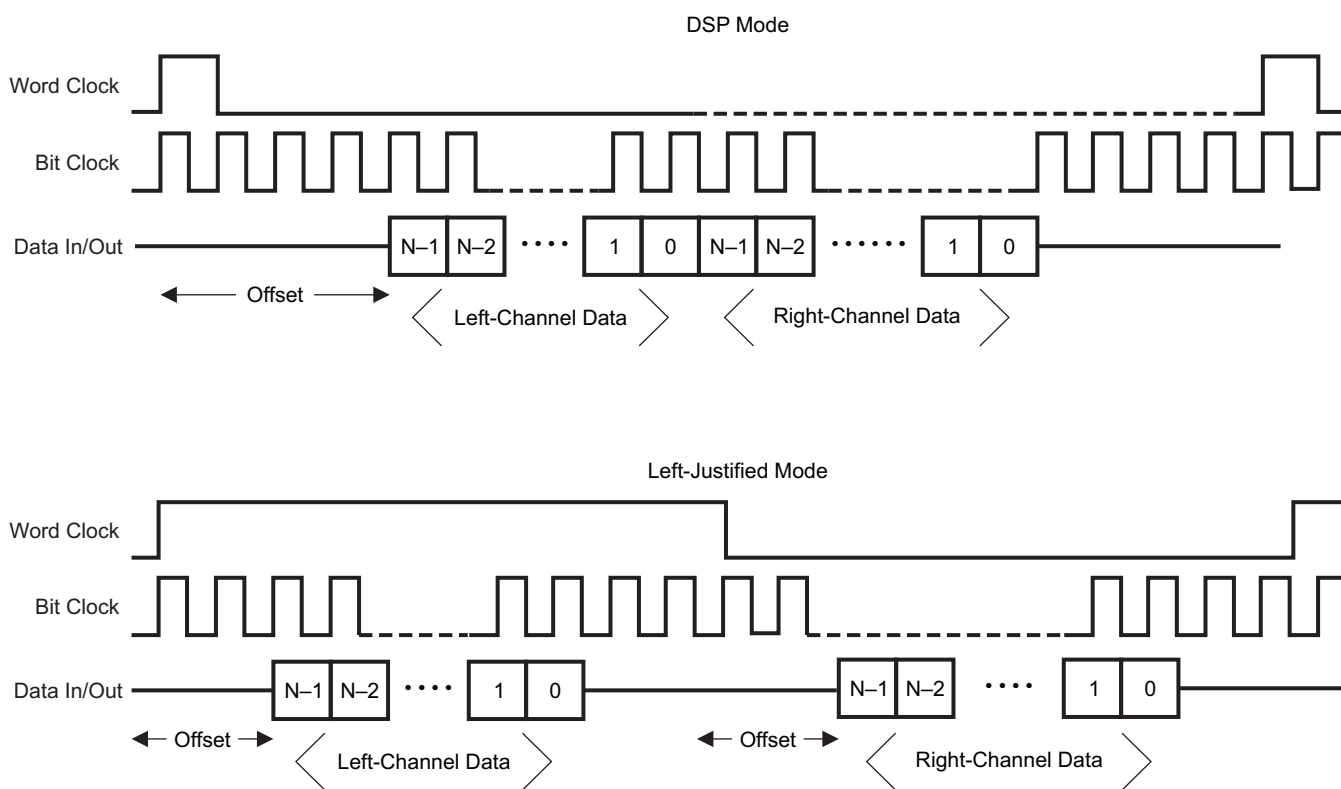 DSP Mode
Word Clock
Bit Clock
Data In/Out
N–1 N–2 •••• 1 0 N–1 N–2 •••••• 1 0
Offset
Left-Channel Data
Right-Channel Data
Left-Justified Mode
Word Clock
Bit Clock
Data In/Out
N–1 N–2 •••• 1 0 N–1 N–2 •••• 1 0
Offset
Offset
Left-Channel Data
Right-Channel Data